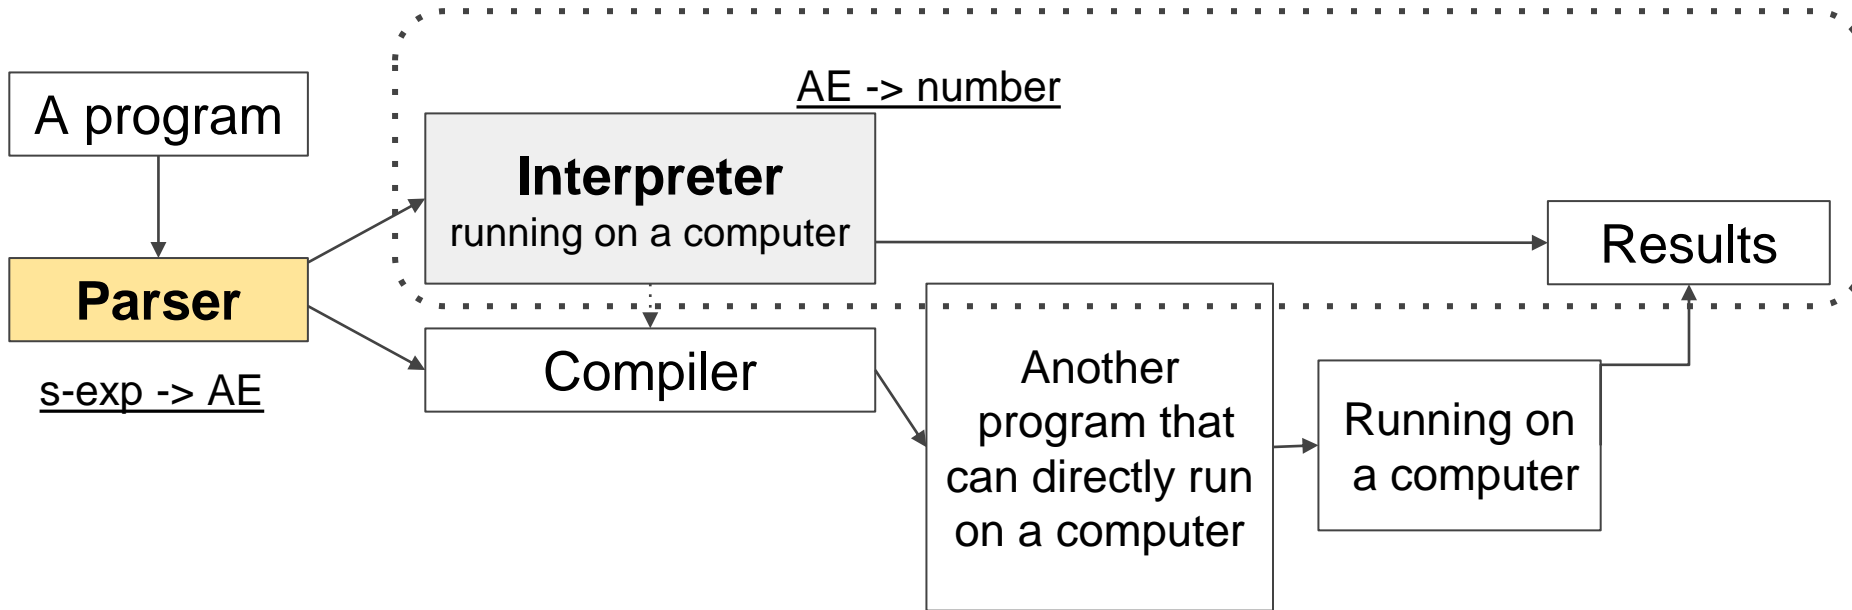 A program
AE -> number
Interpreter
running on a computer
Results
Parser
s-exp -> AE
Compiler
Another
program that
can directly run
on a computer
Running on
a computer